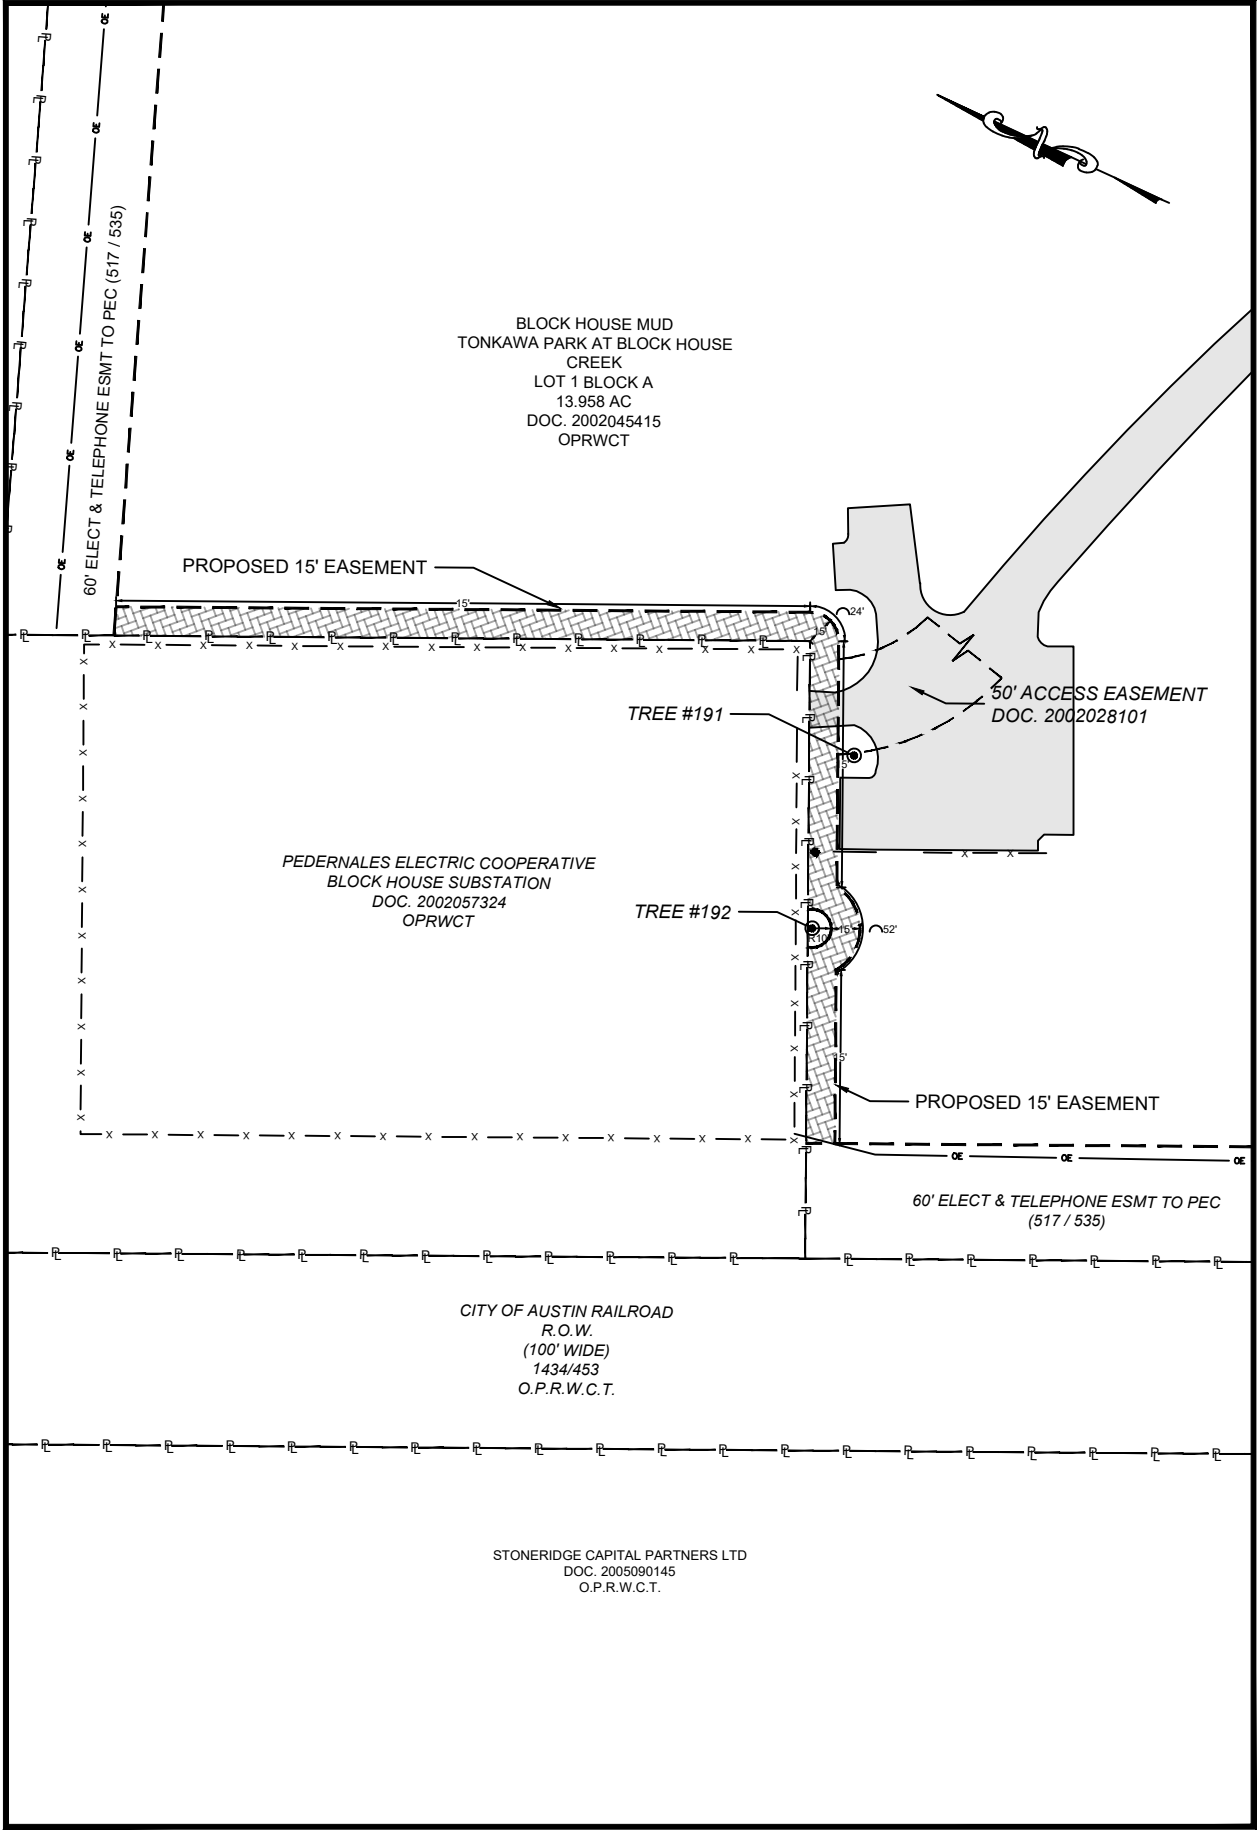 60' ELECT & TELEPHONE ESMT TO PEC (517 / 535)
BLOCK HOUSE MUD
TONKAWA PARK AT BLOCK HOUSE
CREEK
LOT 1 BLOCK A
13.958 AC
DOC. 2002045415
OPRWCT
PROPOSED 15' EASEMENT
15'
24'
15'
50' ACCESS EASEMENT
DOC. 2002028101
TREE #191
PEDERNALES ELECTRIC COOPERATIVE
BLOCK HOUSE SUBSTATION
DOC. 2002057324
OPRWCT
TREE #192
R10'
15'
52'
15'
PROPOSED 15' EASEMENT
OE OE OE
60' ELECT & TELEPHONE ESMT TO PEC
(517 / 535)
CITY OF AUSTIN RAILROAD
R.O.W.
(100' WIDE)
1434/453
O.P.R.W.C.T.
STONERIDGE CAPITAL PARTNERS LTD
DOC. 2005090145
O.P.R.W.C.T.